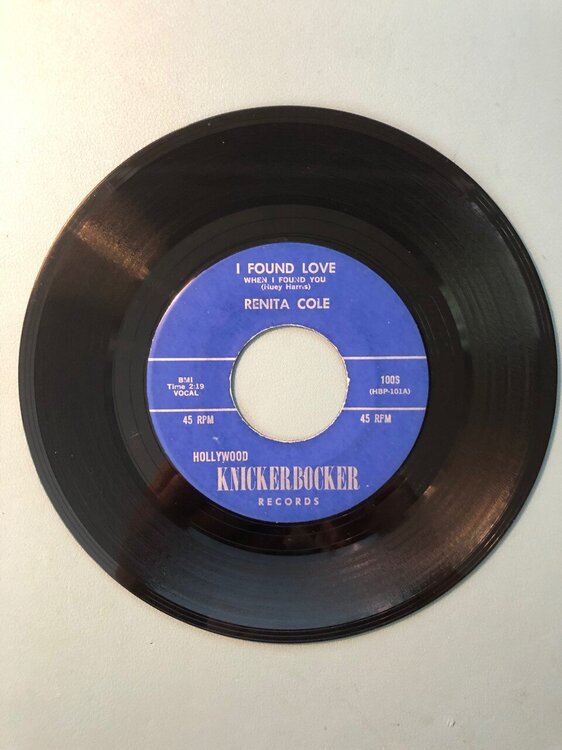 I FOUND LOVE
WHEN I FOUND YOU
(Huey Harris)
RENITA COLE
BMI
Time 2:19
VOCAL
100S
(HBP-101A)
45 RPM
45 RPM
HOLLYWOOD
KNICKERBOCKER
RECORDS